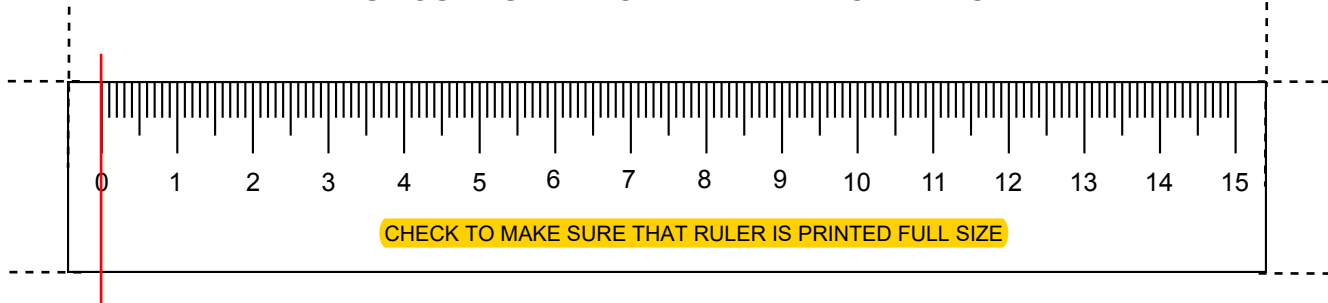 0 1 2 3 4 5 6 7 8 9 10 11 12 13 14 15
CHECK TO MAKE SURE THAT RULER IS PRINTED FULL SIZE